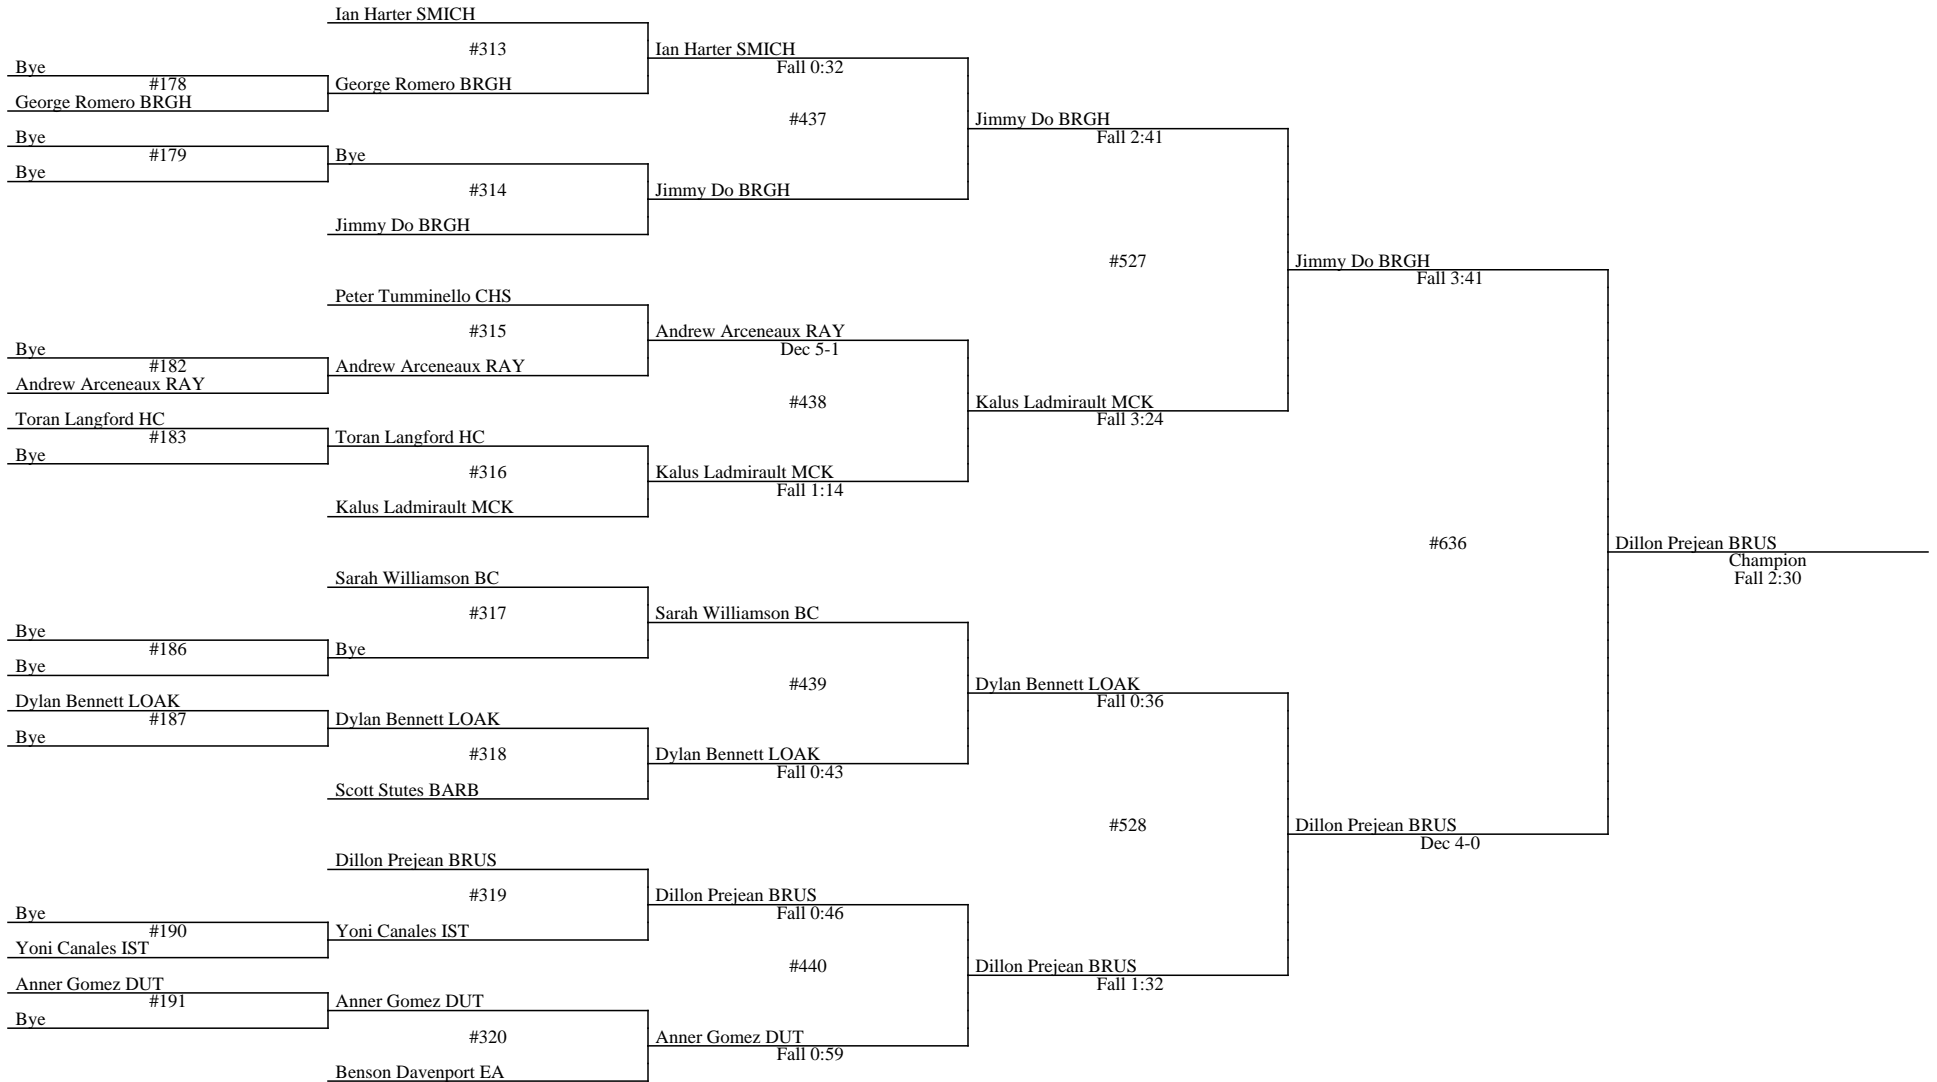 Ian Harter SMICH
#313
Ian Harter SMICH
Fall 0:32
Bye
#178
George Romero BRGH
George Romero BRGH
#437
Jimmy Do BRGH
Fall 2:41
Bye
#179
Bye
Bye
#314
Jimmy Do BRGH
Jimmy Do BRGH
#527
Jimmy Do BRGH
Fall 3:41
Peter Tumminello CHS
#315
Andrew Arceneaux RAY
Dec 5-1
Bye
#182
Andrew Arceneaux RAY
Andrew Arceneaux RAY
#438
Kalus Ladmirault MCK
Fall 3:24
Toran Langford HC
#183
Bye
Toran Langford HC
#316
Kalus Ladmirault MCK
Fall 1:14
Kalus Ladmirault MCK
#636
Dillon Prejean BRUS
Champion
Fall 2:30
Sarah Williamson BC
#317
Sarah Williamson BC
Bye
#186
Bye
Bye
#439
Dylan Bennett LOAK
Fall 0:36
Dylan Bennett LOAK
#187
Bye
Dylan Bennett LOAK
#318
Dylan Bennett LOAK
Fall 0:43
Scott Stutes BARB
#528
Dillon Prejean BRUS
Dec 4-0
Dillon Prejean BRUS
#319
Dillon Prejean BRUS
Fall 0:46
Bye
#190
Yoni Canales IST
Yoni Canales IST
#440
Dillon Prejean BRUS
Fall 1:32
Anner Gomez DUT
#191
Bye
Anner Gomez DUT
#320
Anner Gomez DUT
Fall 0:59
Benson Davenport EA